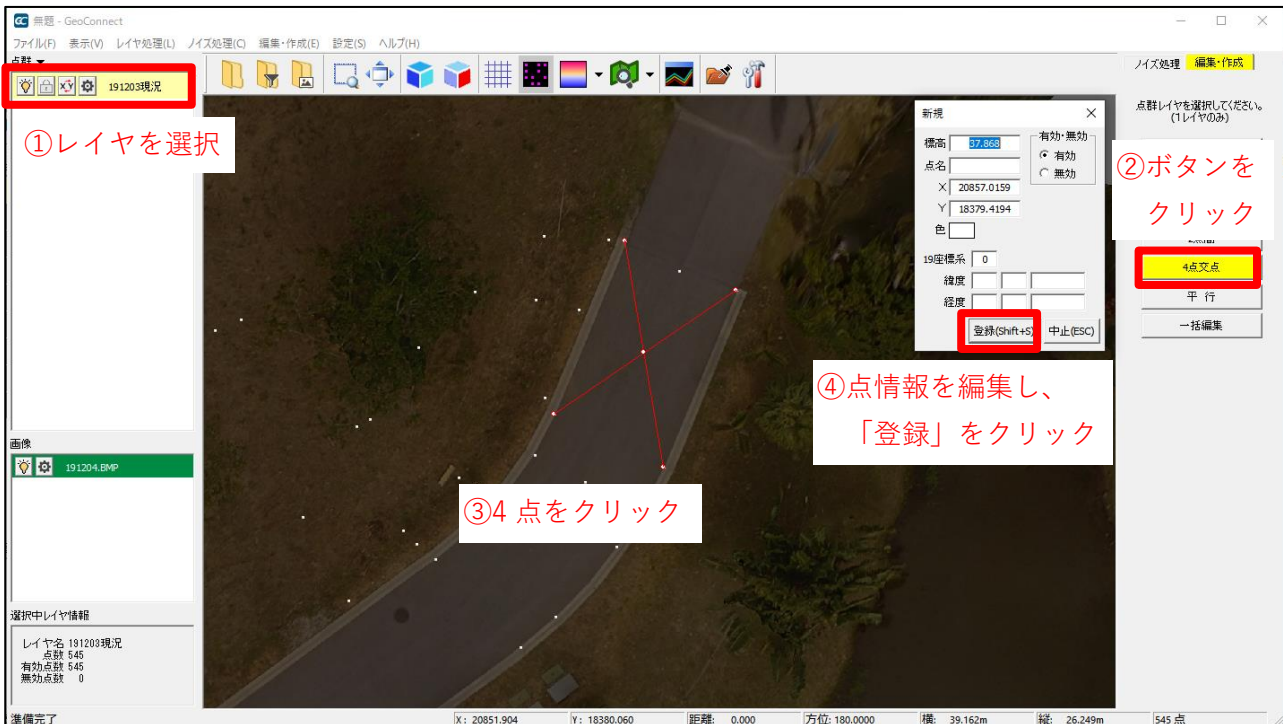 無題 - GeoConnect
ファイル(F) 表示(V) レイヤ処理(L) ノイズ処理(C) 編集・作成(E) 設定(S) ヘルプ(H)
点群
191203現況
①レイヤを選択
画像
191204.BMP
選択中レイヤ情報
レイヤ名 191203現況
点数 545
有効点数 545
無効点数 0
③4 点をクリック
新規
標高 37.868
点名
X 20857.0159
Y 18379.4194
色
有効・無効
有効
無効
19座標系 0
緯度
経度
登録(Shift+S) 中止(ESC)
④点情報を編集し、
「登録」をクリック
ノイズ処理 編集・作成
点群レイヤを選択してください。
(1レイヤのみ)
②ボタンを
クリック
4点交点
平 行
一括編集
準備完了
X: 20851.904 Y: 18380.060 距離: 0.000 方位: 180.0000 横: 39.162m 縦: 26.249m 545 点